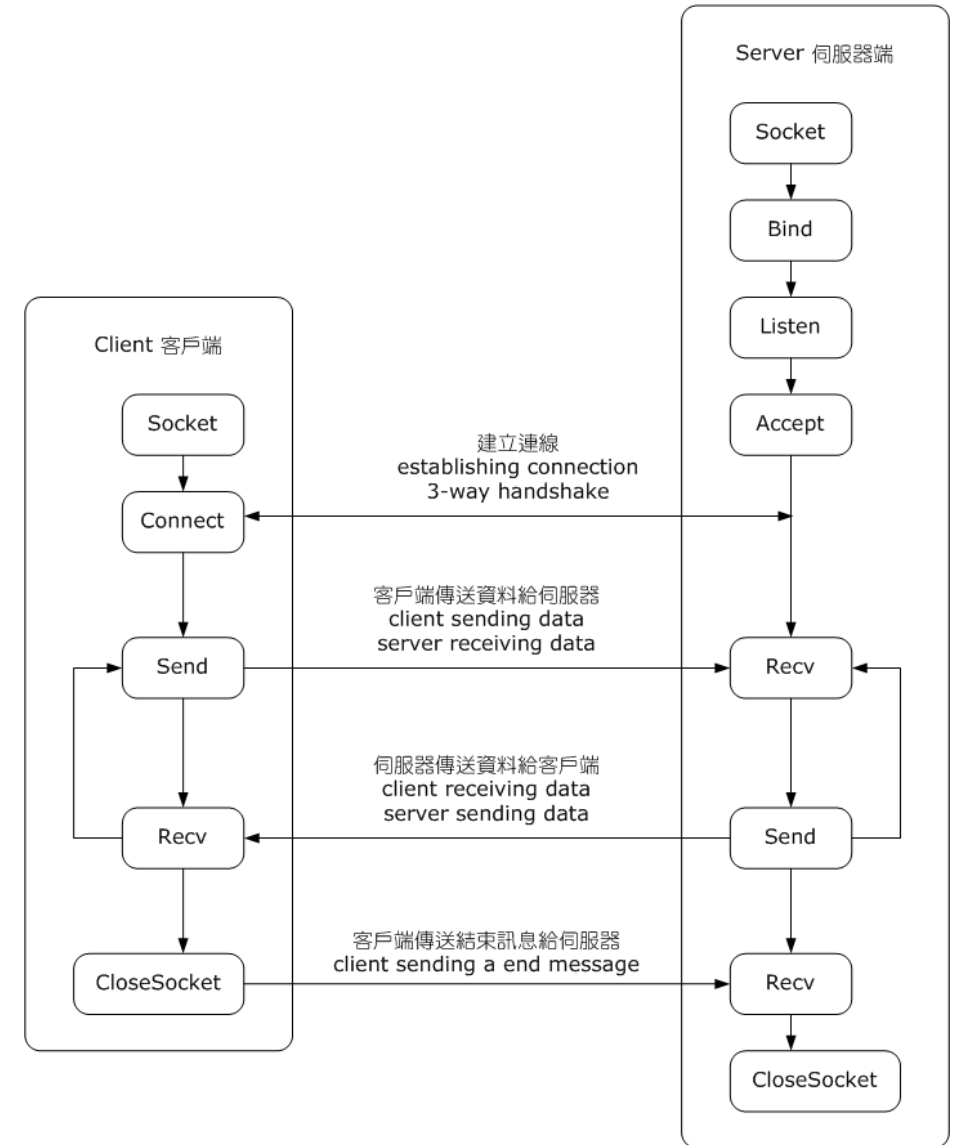 Server 伺服器端
Socket
Bind
Listen
Accept
Client 客戶端
Socket
Connect
建立連線
establishing connection
3-way handshake
客戶端傳送資料給伺服器
client sending data
server receiving data
Send
Recv
伺服器傳送資料給客戶端
client receiving data
server sending data
Recv
Send
客戶端傳送結束訊息給伺服器
client sending a end message
CloseSocket
Recv
CloseSocket